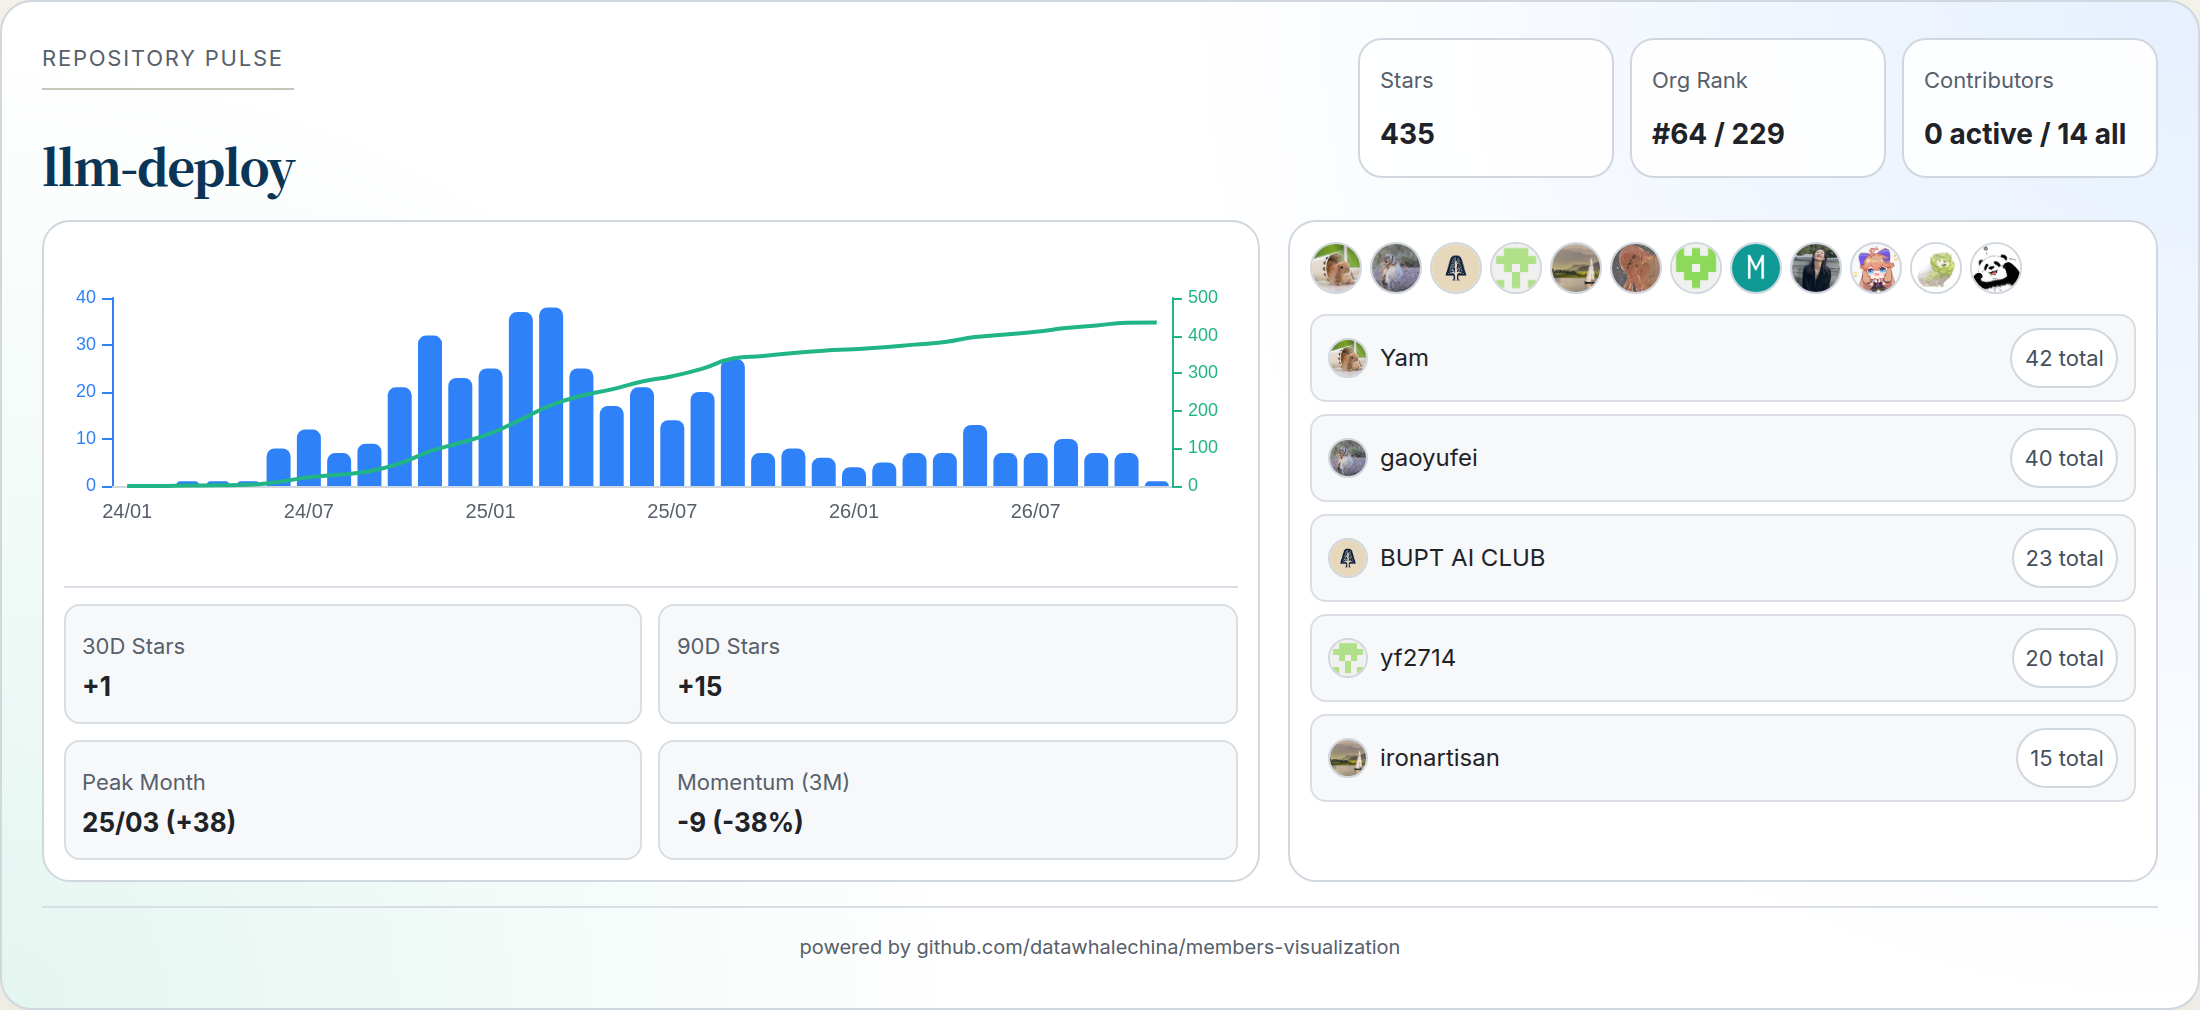 REPOSITORY PULSE
llm-deploy
Stars
435
Org Rank
#64 / 229
Contributors
0 active / 14 all
40
30
20
10
0
500
400
300
200
100
0
24/01
24/07
25/01
25/07
26/01
26/07
30D Stars
+1
90D Stars
+15
Peak Month
25/03 (+38)
Momentum (3M)
-9 (-38%)
M
Yam
42 total
gaoyufei
40 total
BUPT AI CLUB
23 total
yf2714
20 total
ironartisan
15 total
powered by github.com/datawhalechina/members-visualization